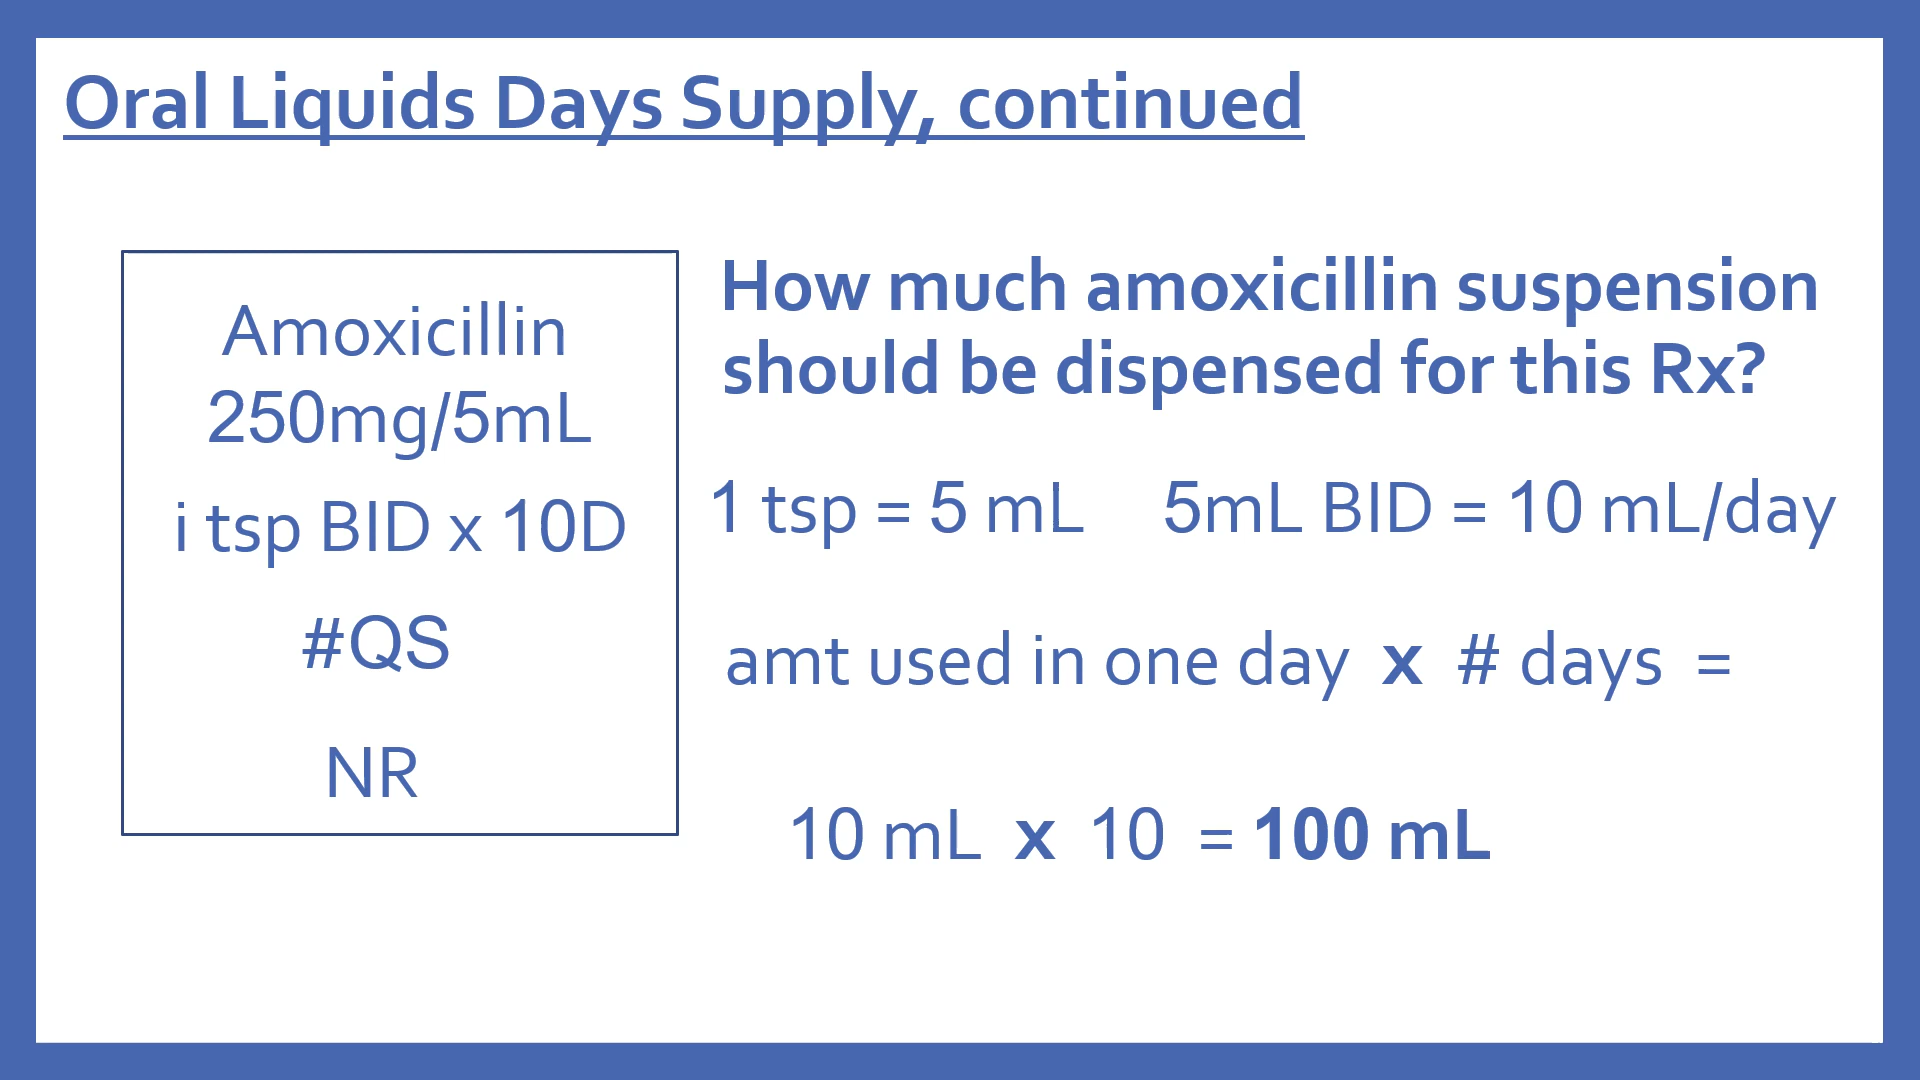 Oral Liquids Days Supply, continued
Amoxicillin
250mg/5mL
i tsp BID x 10D
#QS
NR
How much amoxicillin suspension
should be dispensed for this Rx?
1 tsp = 5 mL 5mL BID = 10 mL/day
amt used in one day x # days =
10 mL x 10 = 100 mL